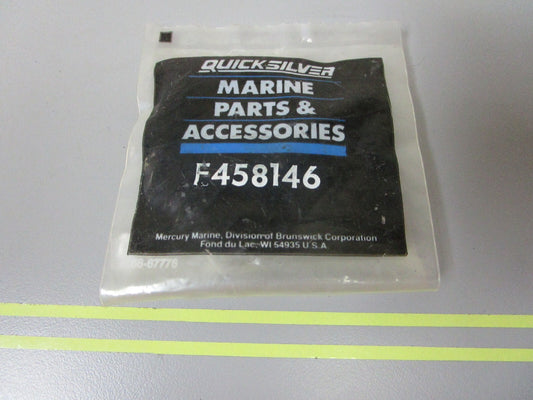 QUICKSILVER
MARINE
PARTS &
ACCESSORIES
F458146
Mercury Marine, Division of Brunswick Corporation
Fond du Lac, WI 54935 U.S.A.